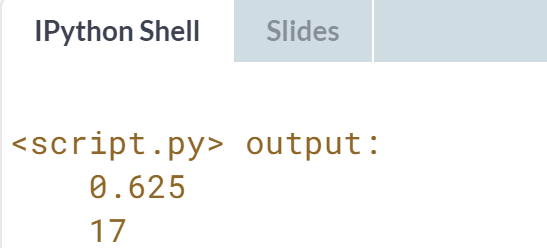 IPython Shell Slides
<script.py> output:
0.625
17